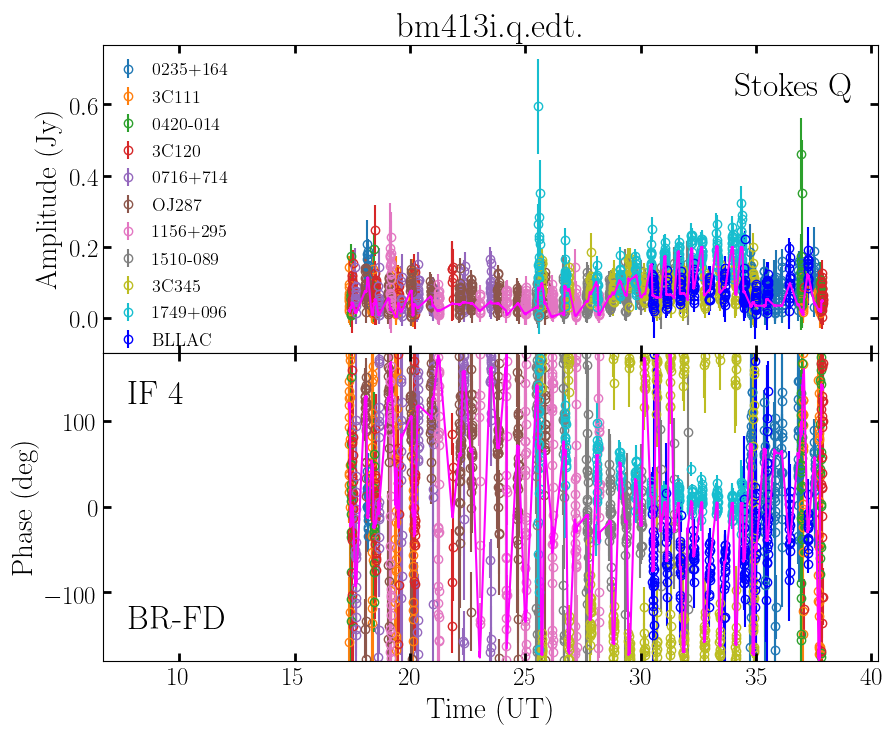 bm413i.q.edt.
Stokes Q
0235+164
3C111
0420-014
3C120
0716+714
OJ287
1156+295
1510-089
3C345
1749+096
BLLAC
Amplitude (Jy)
0.6
0.4
0.2
0.0
IF 4
BR-FD
Phase (deg)
100
0
−100
10 15 20 25 30 35 40
Time (UT)